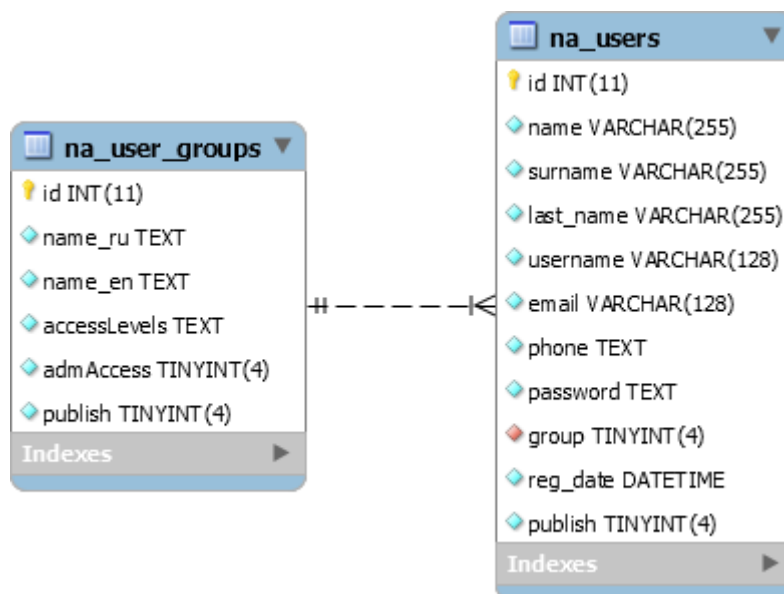 na_user_groups
id INT(11)
name_ru TEXT
name_en TEXT
accessLevels TEXT
admAccess TINYINT(4)
publish TINYINT(4)
Indexes
na_users
id INT(11)
name VARCHAR(255)
surname VARCHAR(255)
last_name VARCHAR(255)
username VARCHAR(128)
email VARCHAR(128)
phone TEXT
password TEXT
group TINYINT(4)
reg_date DATETIME
publish TINYINT(4)
Indexes